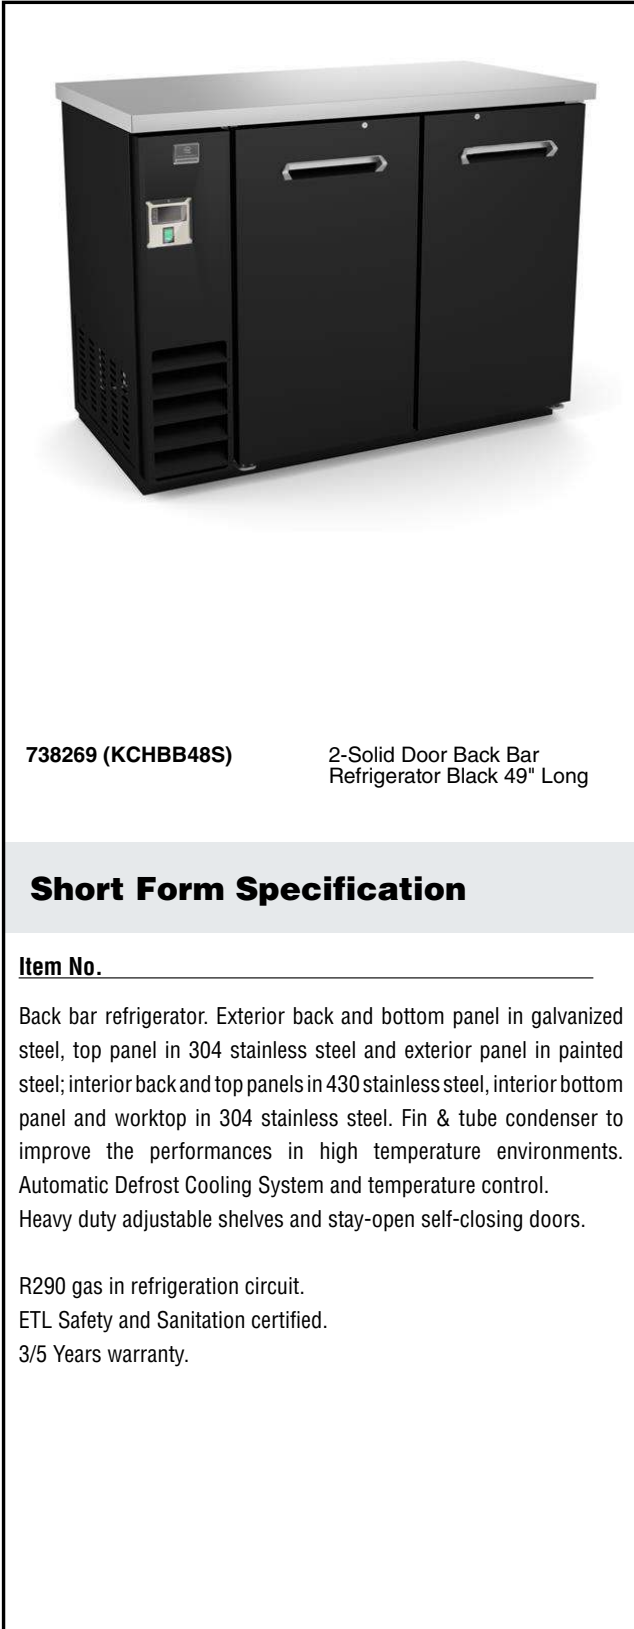 738269 (KCHBB48S)
2-Solid Door Back Bar
Refrigerator Black 49" Long
Short Form Specification
Item No.
Back bar refrigerator. Exterior back and bottom panel in galvanized
steel, top panel in 304 stainless steel and exterior panel in painted
steel; interior back and top panels in 430 stainless steel, interior bottom
panel and worktop in 304 stainless steel. Fin & tube condenser to
improve the performances in high temperature environments.
Automatic Defrost Cooling System and temperature control.
Heavy duty adjustable shelves and stay-open self-closing doors.
R290 gas in refrigeration circuit.
ETL Safety and Sanitation certified.
3/5 Years warranty.